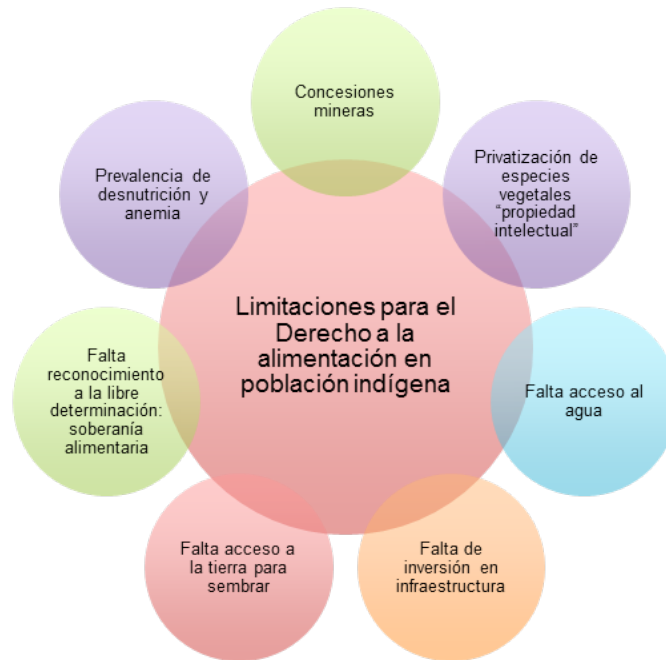 Concesiones
mineras
Privatización de
especies
vegetales
“propiedad
intelectual”
Falta acceso al
agua
Falta de
inversión en
infraestructura
Falta acceso a
la tierra para
sembrar
Falta
reconocimiento
a la libre
determinación:
soberanía
alimentaria
Prevalencia de
desnutrición y
anemia
Limitaciones para el
Derecho a la
alimentación en
población indígena